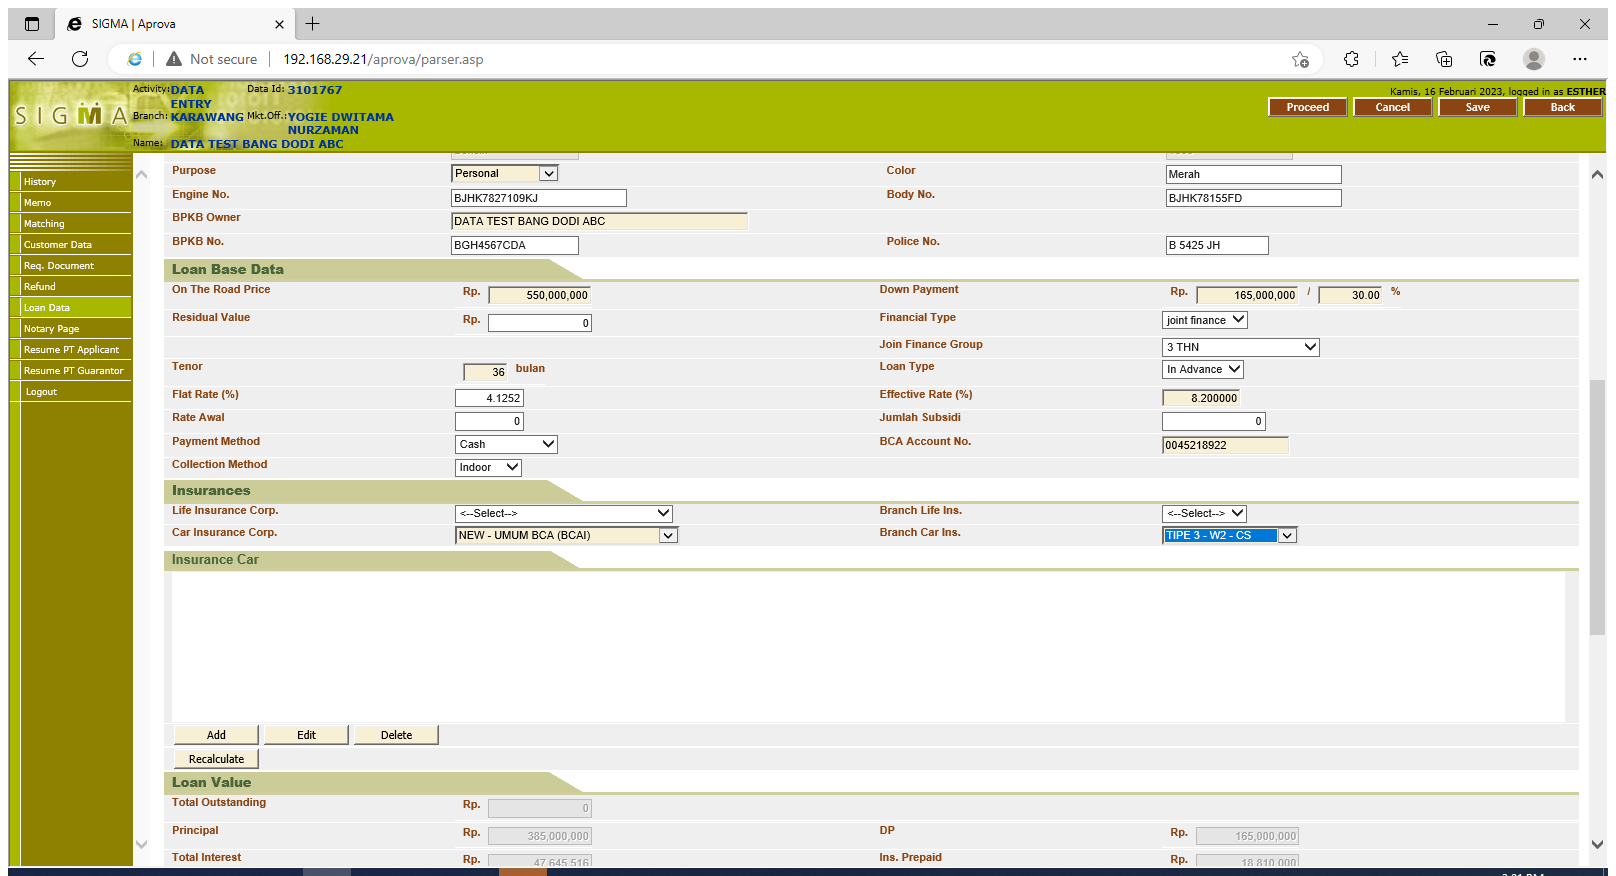 SIGMA | Aprova
Not secure 192.168.29.21/aprova/parser.asp
SIGMA
Activity: DATA ENTRY Data Id: 3101767
Branch: KARAWANG Mkt.Off.: YOGIE DWITAMA NURZAMAN
Name: DATA TEST BANG DODI ABC
Kamis, 16 Februari 2023, logged in as ESTHER
Proceed Cancel Save Back
History
Memo
Matching
Customer Data
Req. Document
Refund
Loan Data
Notary Page
Resume PT Applicant
Resume PT Guarantor
Logout
Purpose Personal Color Merah
Engine No. BJHK7827109KJ Body No. BJHK78155FD
BPKB Owner DATA TEST BANG DODI ABC
BPKB No. BGH4567CDA Police No. B 5425 JH
Loan Base Data
On The Road Price Rp. 550,000,000 Down Payment Rp. 165,000,000 / 30.00 %
Residual Value Rp. 0 Financial Type joint finance
Join Finance Group 3 THN
Tenor 36 bulan Loan Type In Advance
Flat Rate (%) 4.1252 Effective Rate (%) 8.200000
Rate Awal 0 Jumlah Subsidi 0
Payment Method Cash BCA Account No. 0045218922
Collection Method Indoor
Insurances
Life Insurance Corp. <--Select--> Branch Life Ins. <--Select-->
Car Insurance Corp. NEW - UMUM BCA (BCAI) Branch Car Ins. TIPE 3 - W2 - CS
Insurance Car
Add Edit Delete
Recalculate
Loan Value
Total Outstanding Rp. 0
Principal Rp. 385,000,000 DP Rp. 165,000,000
Total Interest Rp. 47,645,516 Ins. Prepaid Rp. 18,810,000